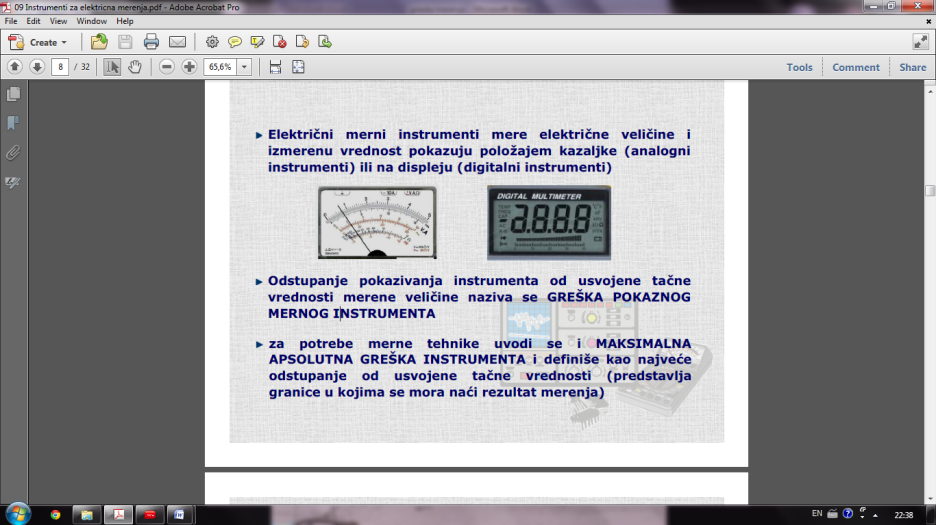 09 Instrumenti za elektricna merenja.pdf - Adobe Acrobat Pro
File Edit View Window Help
Create
8 / 32 65,6% Tools Comment Share
Električni merni instrumenti mere električne veličine i
izmerenu vrednost pokazuju položajem kazaljke (analogni
instrumenti) ili na displeju (digitalni instrumenti)
DIGITAL MULTIMETER
Odstupanje pokazivanja instrumenta od usvojene tačne
vrednosti merene veličine naziva se GREŠKA POKAZNOG
MERNOG INSTRUMENTA
za potrebe merne tehnike uvodi se i MAKSIMALNA
APSOLUTNA GREŠKA INSTRUMENTA i definiše kao najveće
odstupanje od usvojene tačne vrednosti (predstavlja
granice u kojima se mora naći rezultat merenja)
EN 22:38